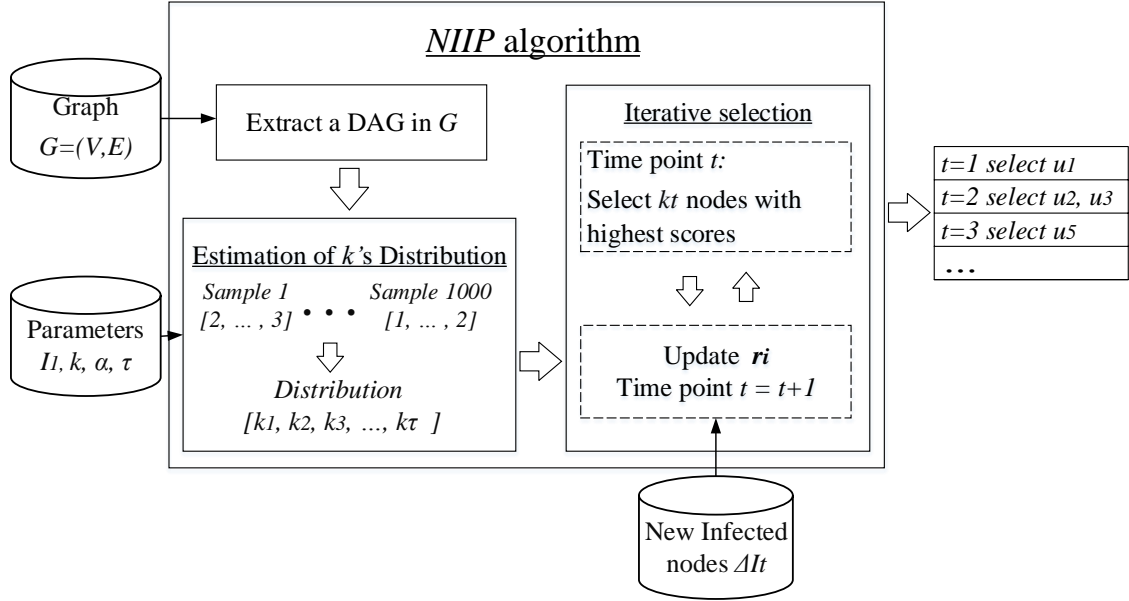 NIIP algorithm
Graph
G=(V,E)
Extract a DAG in G
Estimation of k’s Distribution
Sample 1 Sample 1000
[2, ... , 3] • • • [1, ... , 2]
Distribution
[k1, k2, k3, ..., kτ ]
Parameters
I1, k, α, τ
Iterative selection
Time point t:
Select kt nodes with
highest scores
Update ri
Time point t = t+1
New Infected
nodes ΔIt
t=1 select u1
t=2 select u2, u3
t=3 select u5
...